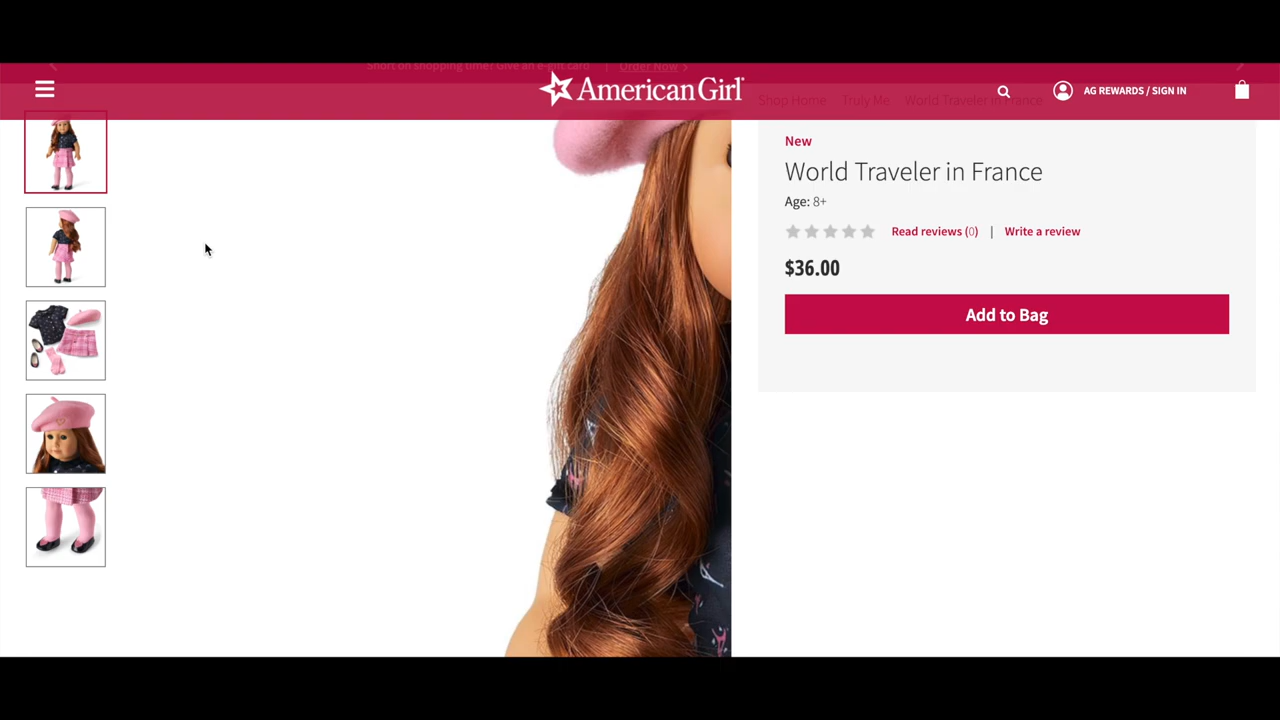 Short on shopping time? Give an e-gift card | Order Now >
American Girl
AG REWARDS / SIGN IN
Shop Home Truly Me World Traveler in France
New
World Traveler in France
Age: 8+
Read reviews (0) | Write a review
$36.00
Add to Bag